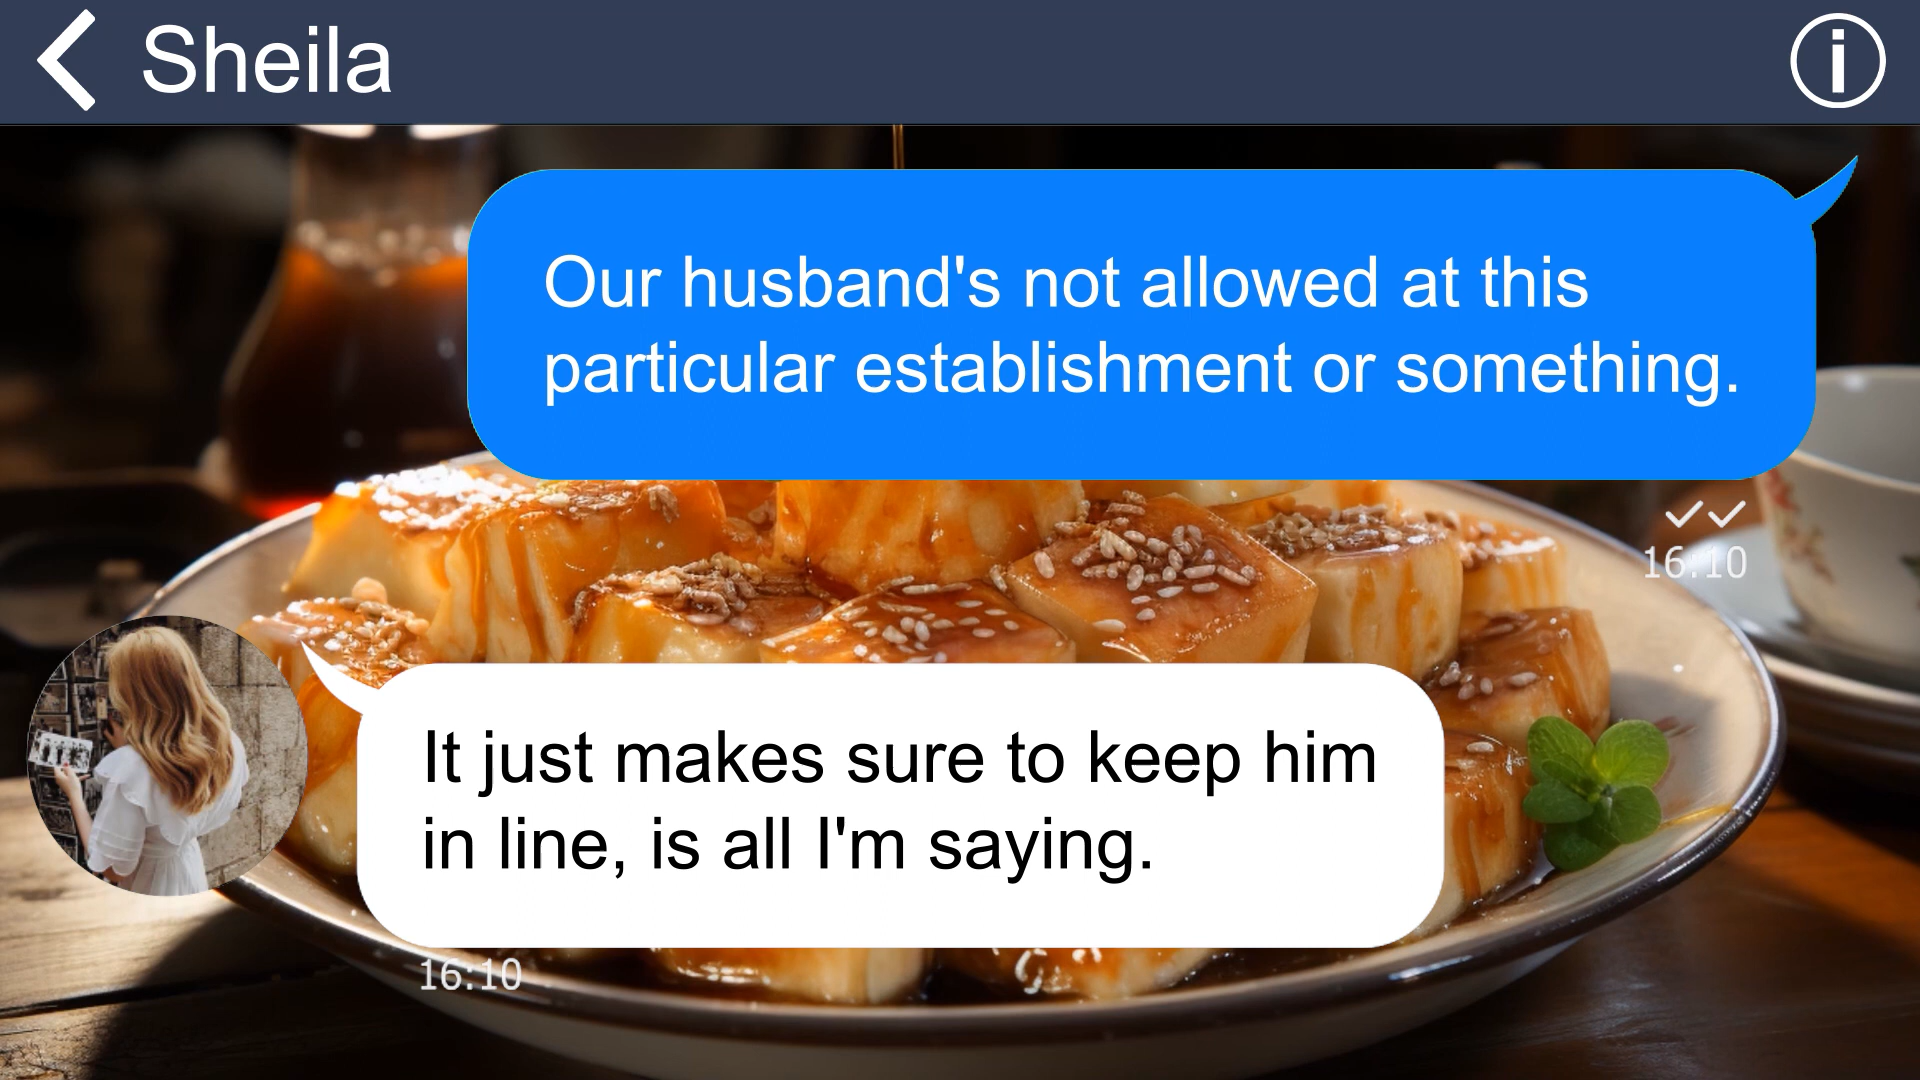 Sheila
Our husband's not allowed at this
particular establishment or something.
16:10
It just makes sure to keep him
in line, is all I'm saying.
16:10